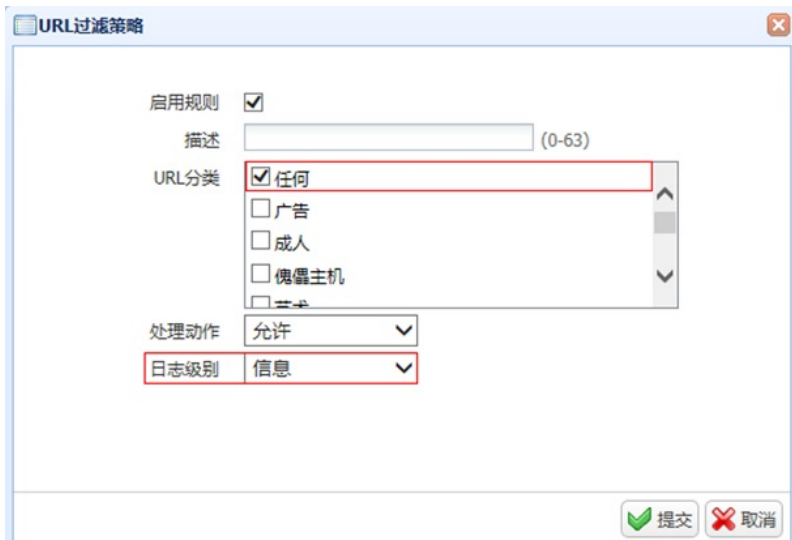 URL过滤策略
启用规则
描述 (0-63)
URL分类 任何
广告
成人
傀儡主机
处理动作 允许
日志级别 信息
提交 取消